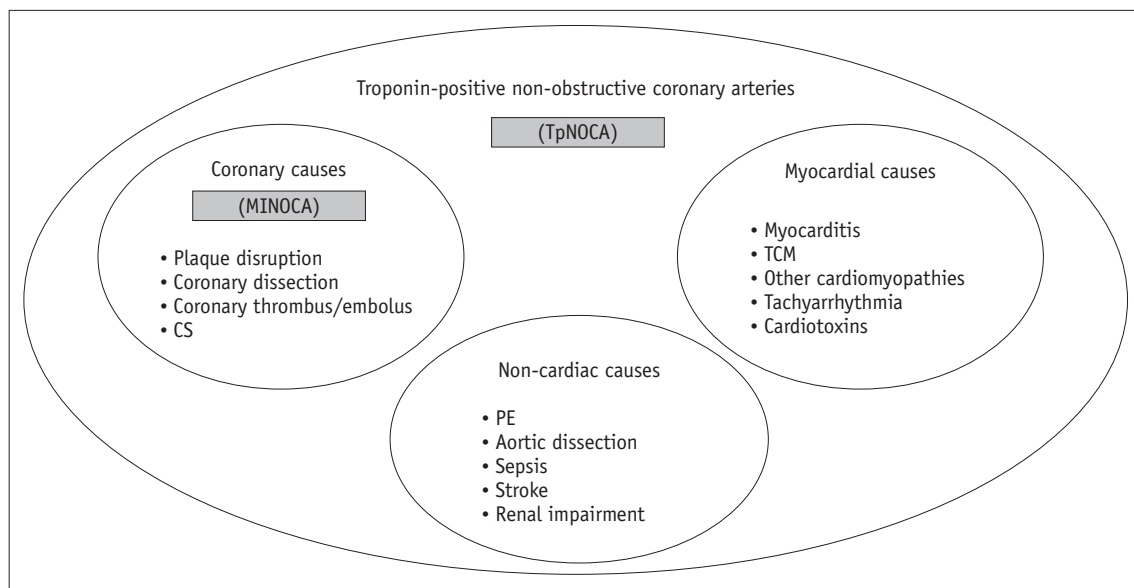 Troponin-positive non-obstructive coronary arteries
(TpNOCA)
Coronary causes
(MINOCA)
• Plaque disruption
• Coronary dissection
• Coronary thrombus/embolus
• CS
Myocardial causes
• Myocarditis
• TCM
• Other cardiomyopathies
• Tachyarrhythmia
• Cardiotoxins
Non-cardiac causes
• PE
• Aortic dissection
• Sepsis
• Stroke
• Renal impairment